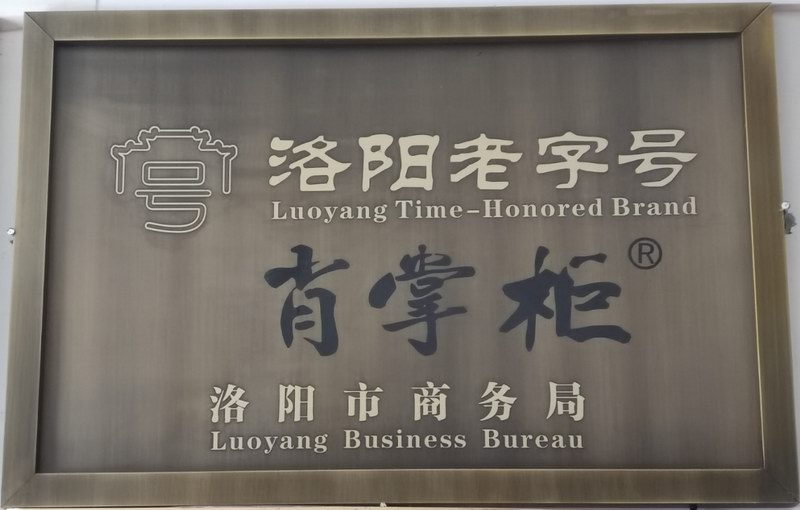 洛阳老字号
Luoyang Time-Honored Brand
肖掌柜®
洛阳市商务局
Luoyang Business Bureau